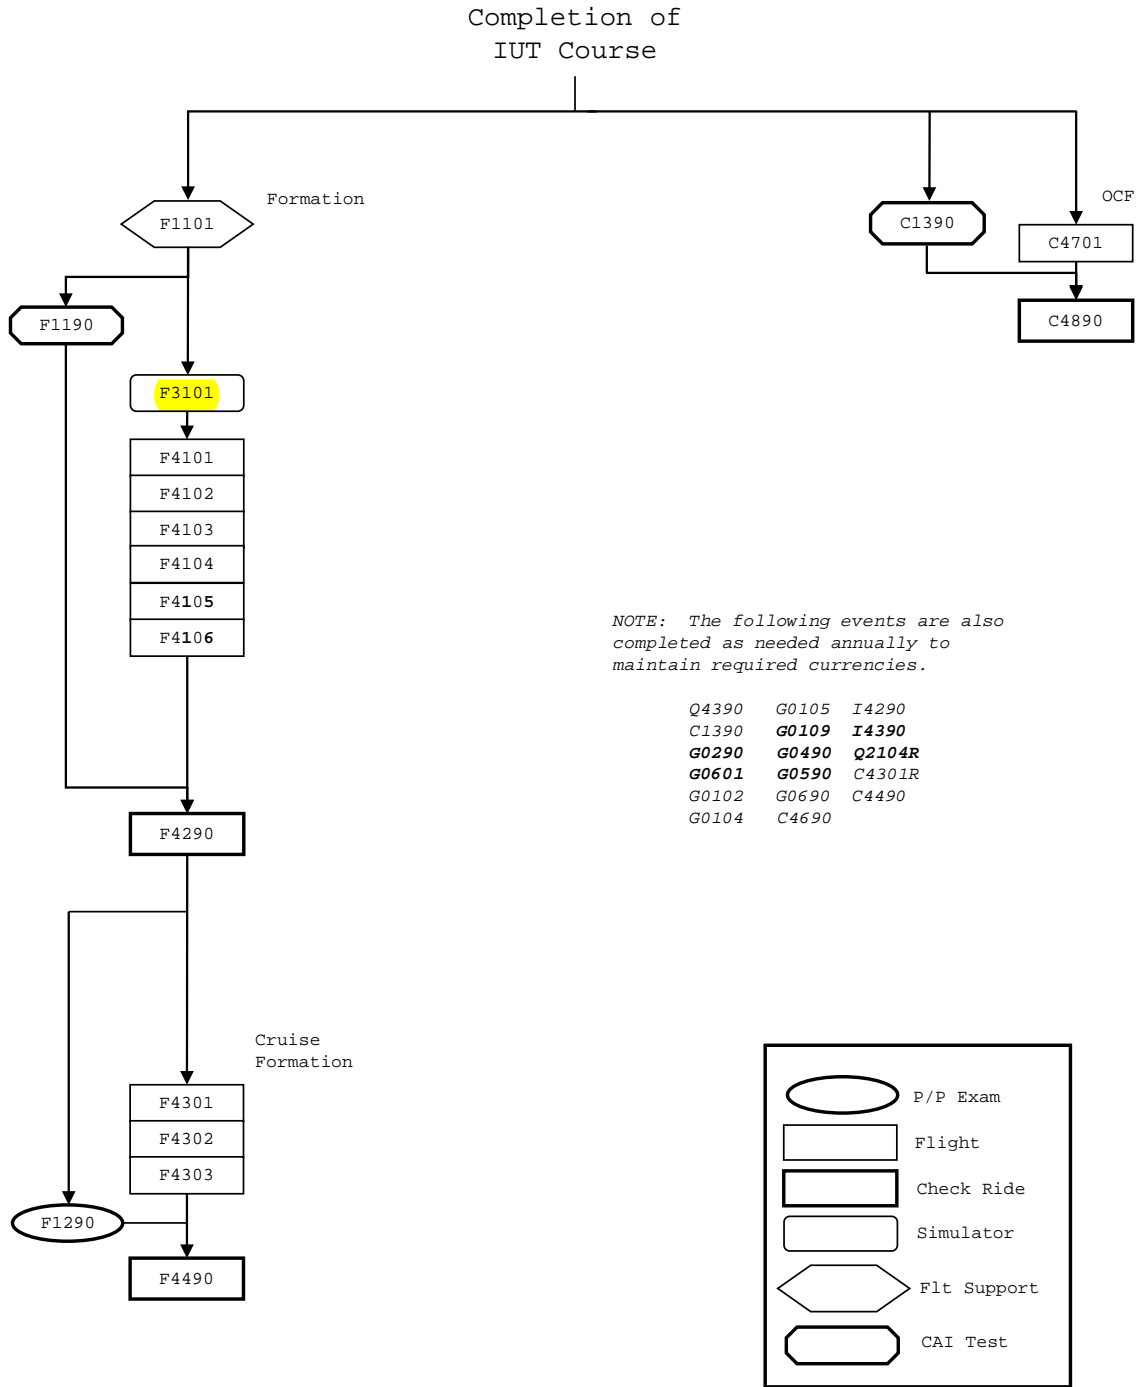 Completion of
IUT Course
Formation
OCF
F1101
C1390
C4701
F1190
C4890
F3101
F4101
F4102
F4103
F4104
F4105
F4106
NOTE:  The following events are also
completed as needed annually to
maintain required currencies.
Q4390 G0105 I4290
C1390 G0109 I4390
G0290 G0490 Q2104R
G0601 G0590 C4301R
G0102 G0690 C4490
G0104 C4690
F4290
Cruise
Formation
F4301
F4302
F4303
F1290
F4490
P/P Exam
Flight
Check Ride
Simulator
Flt Support
CAI Test